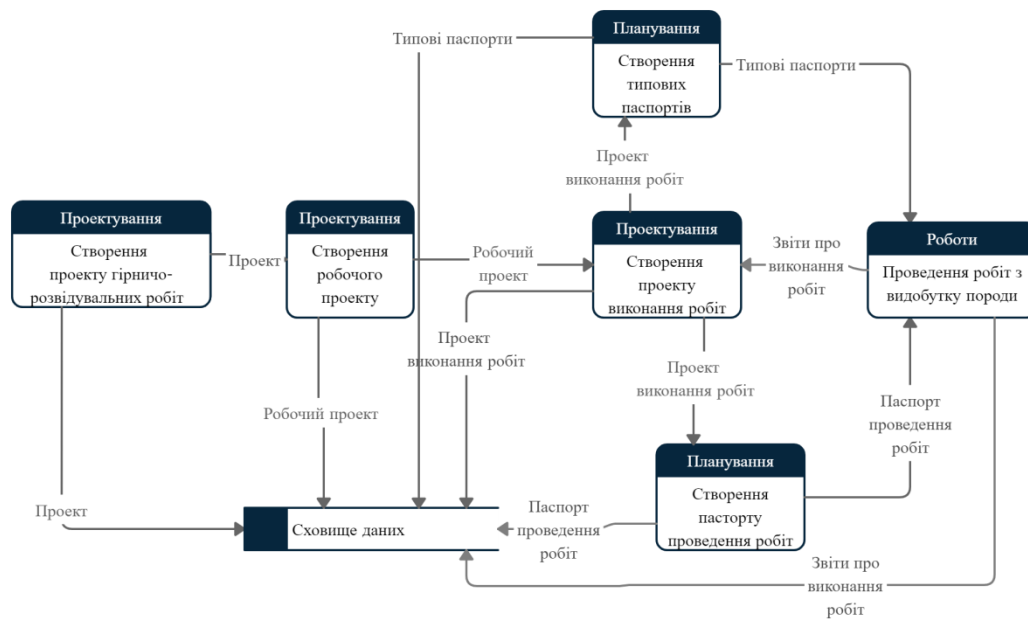 Планування
Створення
типових
паспортів
Типові паспорти
Типові паспорти
Проект
виконання робіт
Проектування
Створення
проекту гірничо-
розвідувальних робіт
Проект
Проектування
Створення
робочого
проекту
Робочий
проект
Проектування
Створення
проекту
виконання робіт
Звіти про
виконання
робіт
Роботи
Проведення робіт з
видобутку породи
Проект
виконання робіт
Проект
виконання робіт
Робочий проект
Паспорт
проведення
робіт
Планування
Створення
пасторту
проведення робіт
Проект
Сховище даних
Паспорт
проведення
робіт
Звіти про
виконання
робіт